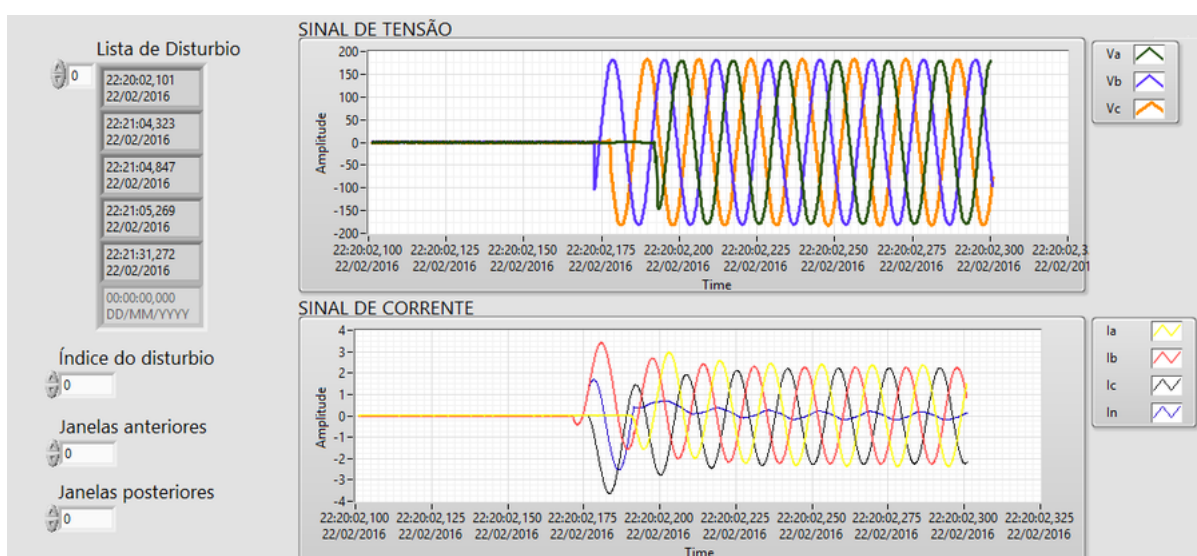 Lista de Disturbio
0
22:20:02,101
22/02/2016
22:21:04,323
22/02/2016
22:21:04,847
22/02/2016
22:21:05,269
22/02/2016
22:21:31,272
22/02/2016
00:00:00,000
DD/MM/YYYY
Índice do disturbio
0
Janelas anteriores
0
Janelas posteriores
0
SINAL DE TENSÃO
200
150
100
50
0
-50
-100
-150
-200
Amplitude
22:20:02,100 22:20:02,125 22:20:02,150 22:20:02,175 22:20:02,200 22:20:02,225 22:20:02,250 22:20:02,275 22:20:02,300 22:20:02,3
22/02/2016 22/02/2016 22/02/2016 22/02/2016 22/02/2016 22/02/2016 22/02/2016 22/02/2016 22/02/2016 22/02/201
Time
Va
Vb
Vc
SINAL DE CORRENTE
4
3
2
1
0
-1
-2
-3
-4
Amplitude
22:20:02,100 22:20:02,125 22:20:02,150 22:20:02,175 22:20:02,200 22:20:02,225 22:20:02,250 22:20:02,275 22:20:02,300 22:20:02,325
22/02/2016 22/02/2016 22/02/2016 22/02/2016 22/02/2016 22/02/2016 22/02/2016 22/02/2016 22/02/2016 22/02/2016
Time
Ia
Ib
Ic
In